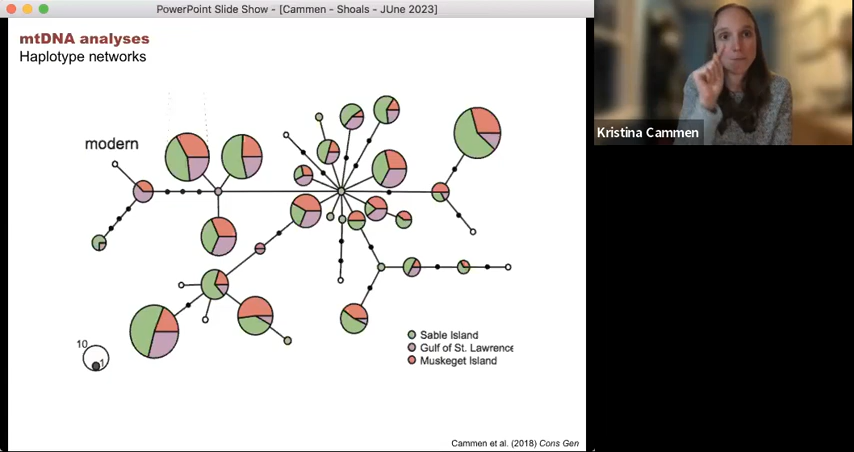 PowerPoint Slide Show - [Cammen - Shoals - JUne 2023]
mtDNA analyses
Haplotype networks
modern
Kristina Cammen
Sable Island
Gulf of St. Lawrence
Muskeget Island
10
1
Cammen et al. (2018) Cons Gen